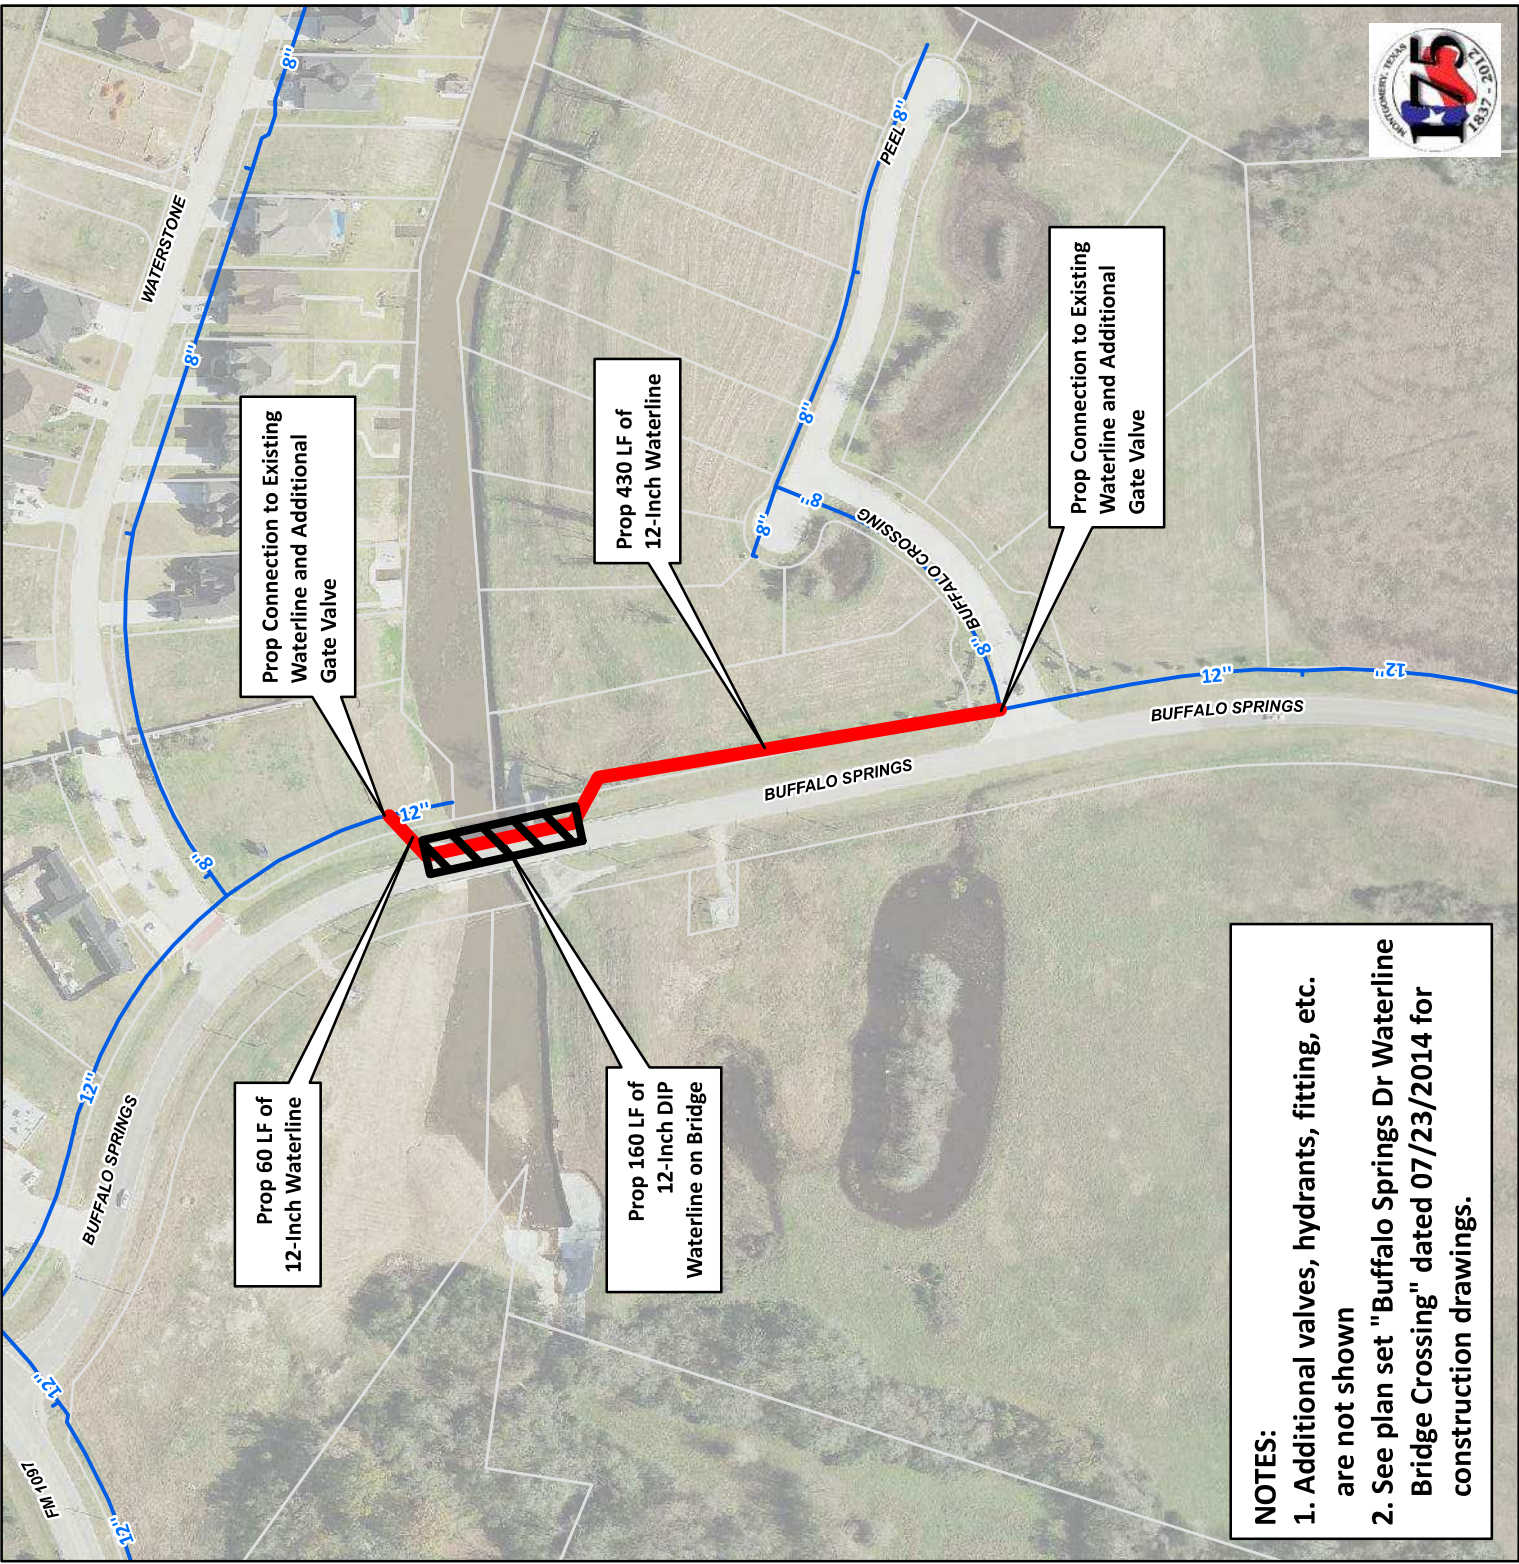 Prop Connection to Existing
Waterline and Additional
Gate Valve
Prop 60 LF of
12-Inch Waterline
Prop 160 LF of
12-Inch DIP
Waterline on Bridge
Prop 430 LF of
12-Inch Waterline
Prop Connection to Existing
Waterline and Additional
Gate Valve
FM 1097
12"
12"
BUFFALO SPRINGS
12"
8"
12"
WATERSTONE
8"
8"
BUFFALO SPRINGS
8"
8"
8"
BUFFALO CROSSING
8"
PEEL
8"
BUFFALO SPRINGS
12"
12"
NOTES:
1. Additional valves, hydrants, fitting, etc.
are not shown
2. See plan set "Buffalo Springs Dr Waterline
Bridge Crossing" dated 07/23/2014 for
construction drawings.
MONTGOMERY, TEXAS
175
1837 - 2012